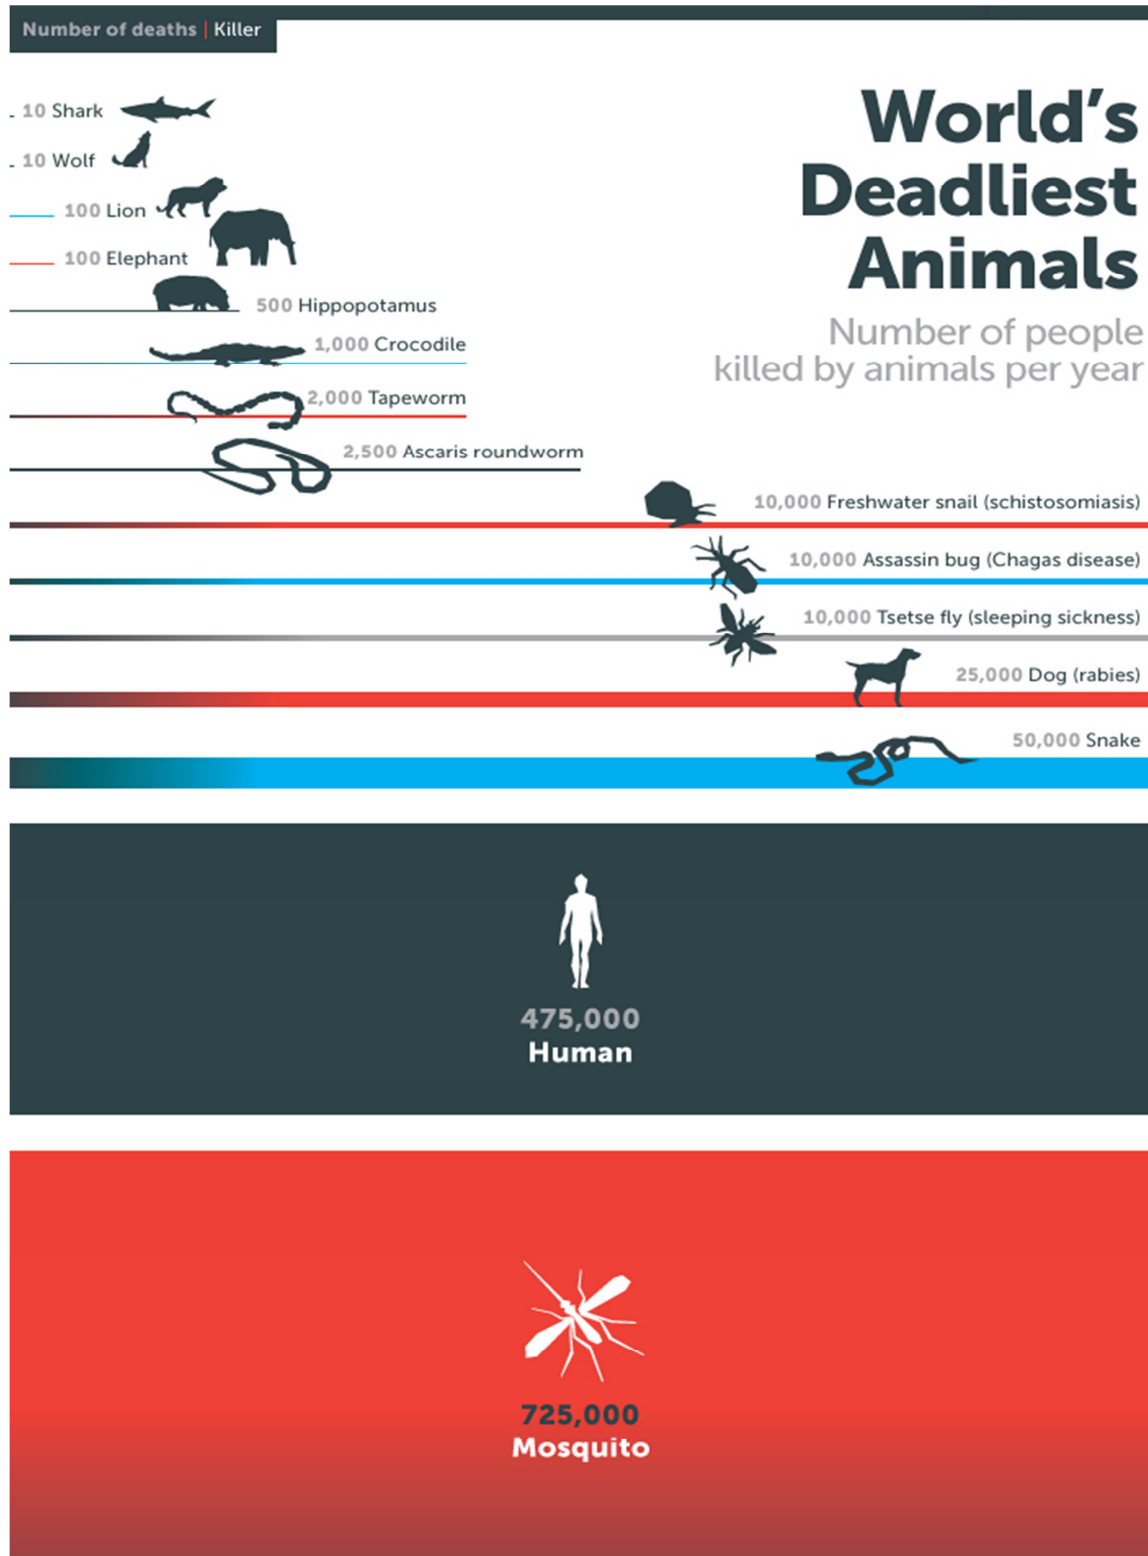 Number of deaths | Killer
World's
Deadliest
Animals
Number of people
killed by animals per year
10 Shark
10 Wolf
100 Lion
100 Elephant
500 Hippopotamus
1,000 Crocodile
2,000 Tapeworm
2,500 Ascaris roundworm
10,000 Freshwater snail (schistosomiasis)
10,000 Assassin bug (Chagas disease)
10,000 Tsetse fly (sleeping sickness)
25,000 Dog (rabies)
50,000 Snake
475,000
Human
725,000
Mosquito